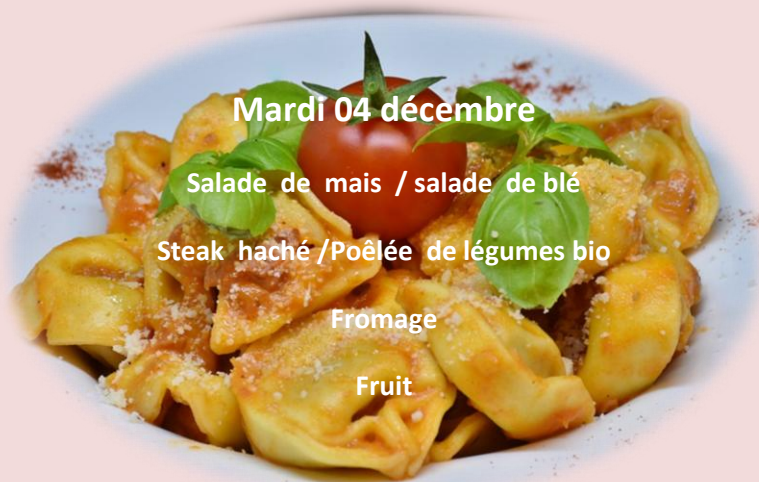 Mardi 04 décembre
Salade de mais / salade de blé
Steak haché /Poêlée de légumes bio
Fromage
Fruit